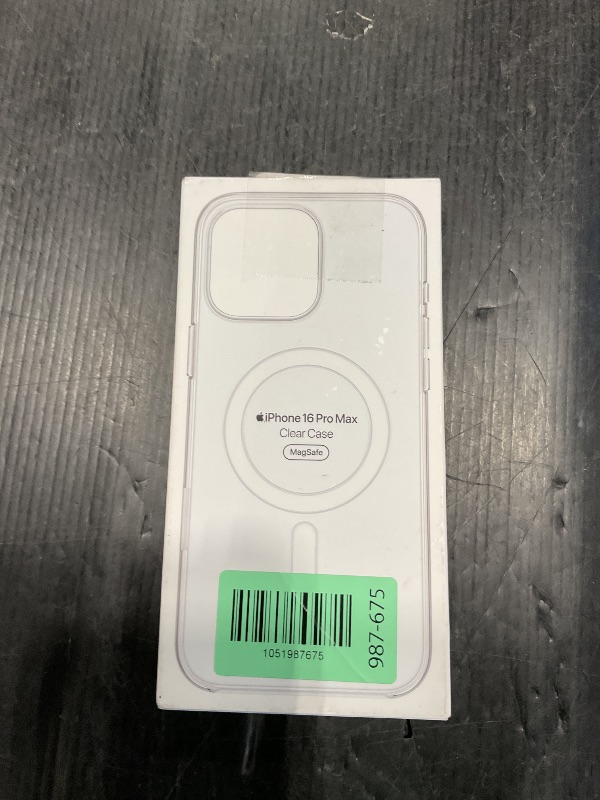 iPhone 16 Pro Max
Clear Case
MagSafe
1051987675
987-675